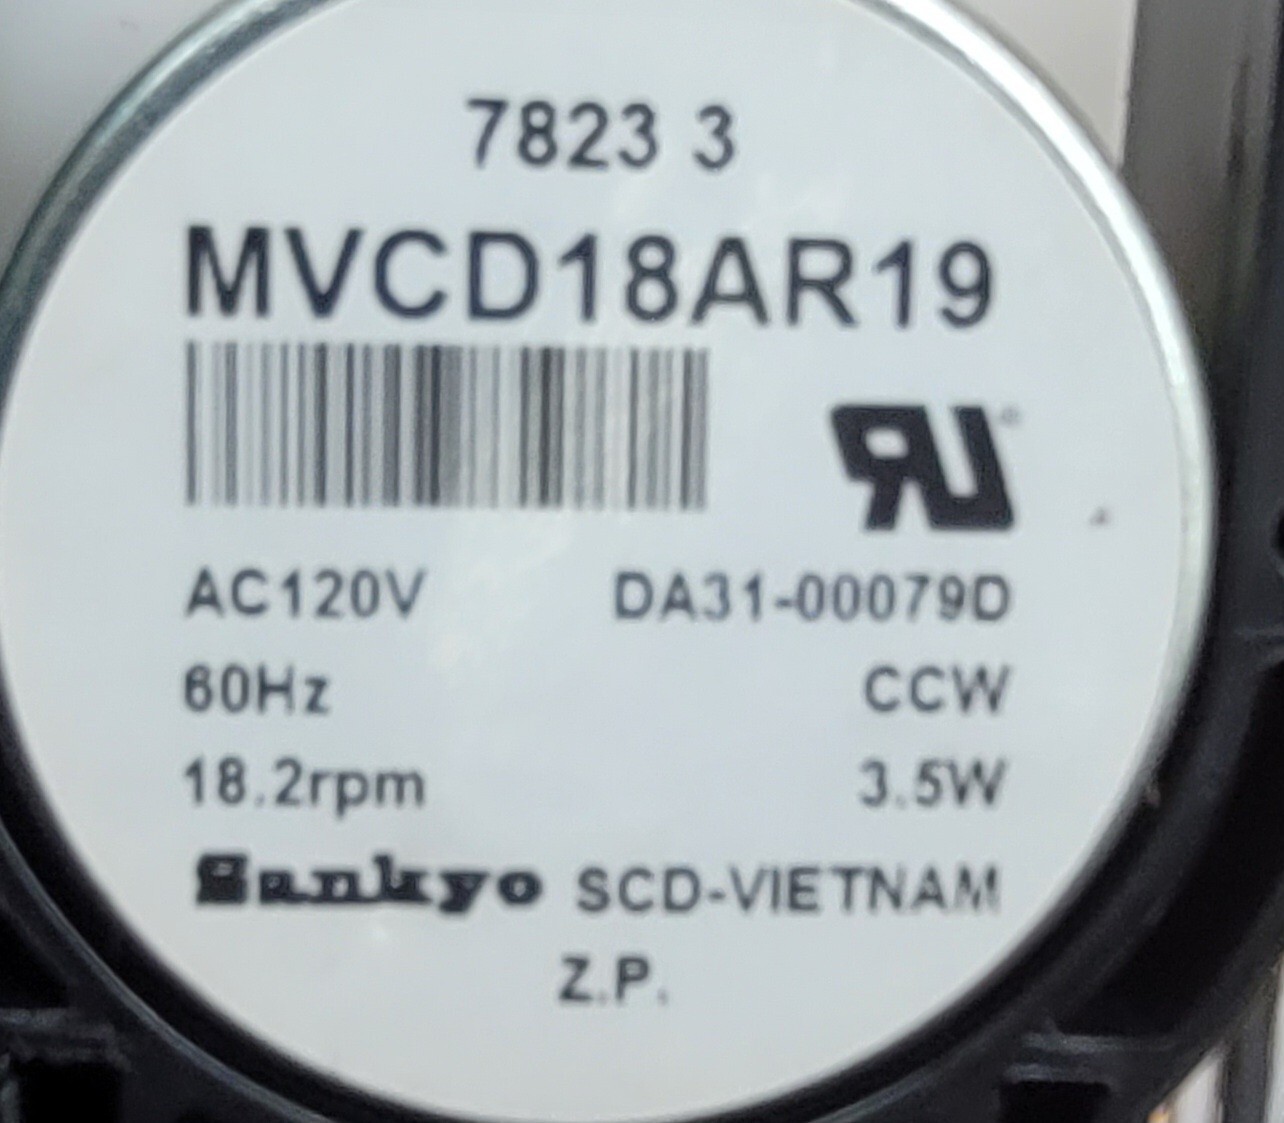 7823 3
MVCD18AR19
AC120V DA31-00079D
60Hz CCW
18.2rpm 3.5W
Sankyo SCD-VIETNAM
Z.P.